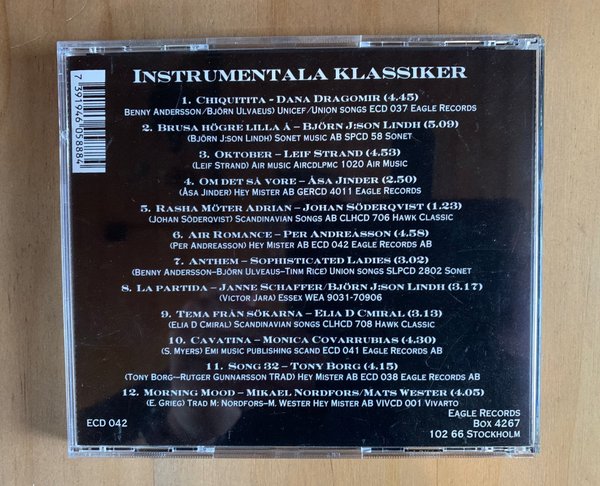 INSTRUMENTALA KLASSIKER
1. CHIQUITITA - DANA DRAGOMIR (4.45)
BENNY ANDERSSON/BJÖRN ULVAEUS) UNICEF/UNION SONGS ECD 037 EAGLE RECORDS
2. BRUSA HÖGRE LILLA Å – BJÖRN J:SON LINDH (5.09)
(BJÖRN J:SON LINDH) SONET MUSIC AB SPCD 58 SONET
3. OKTOBER – LEIF STRAND (4.53)
(LEIF STRAND) AIR MUSIC AIRCDLPMC 1020 AIR MUSIC
4. OM DET SÅ VORE – ÅSA JINDER (2.50)
(ÅSA JINDER) HEY MISTER AB GERCD 4011 EAGLE RECORDS
5. RASHA MÖTER ADRIAN – JOHAN SÖDERQVIST (1.23)
(JOHAN SÖDERQVIST) SCANDINAVIAN SONGS AB CLHCD 706 HAWK CLASSIC
6. AIR ROMANCE – PER ANDREASSON (4.58)
(PER ANDREASSON) HEY MISTER AB ECD 042 EAGLE RECORDS AB
7. ANTHEM – SOPHISTICATED LADIES (3.02)
(BENNY ANDERSSON–BJÖRN ULVEAUS–TINM RICE) UNION SONGS SLPCD 2802 SONET
8. LA PARTIDA – JANNE SCHAFFER/BJÖRN J:SON LINDH (3.17)
(VICTOR JARA) ESSEX WEA 9031-70906
9. TEMA FRÅN SÖKARNA – ELIA D CMIRAL (3.13)
(ELIA D CMIRAL) SCANDINAVIAN SONGS CLHCD 708 HAWK CLASSIC
10. CAVATINA – MONICA COVARRUBIAS (4.30)
(S. MYERS) EMI MUSIC PUBLISHING SCAND ECD 041 EAGLE RECORDS AB
11. SONG 32 – TONY BORG (4.15)
(TONY BORG–RUTGER GUNNARSSON TRAD) HEY MISTER AB ECD 038 EAGLE RECORDS AB
12. MORNING MOOD – MIKAEL NORDFORS/MATS WESTER (4.05)
(E. GRIEG) TRAD M: NORDFORS–M. WESTER HEY MISTER AB VIVCD 001 VIVARTO
EAGLE RECORDS
BOX 4267
102 66 STOCKHOLM
ECD 042
7 391946 058884